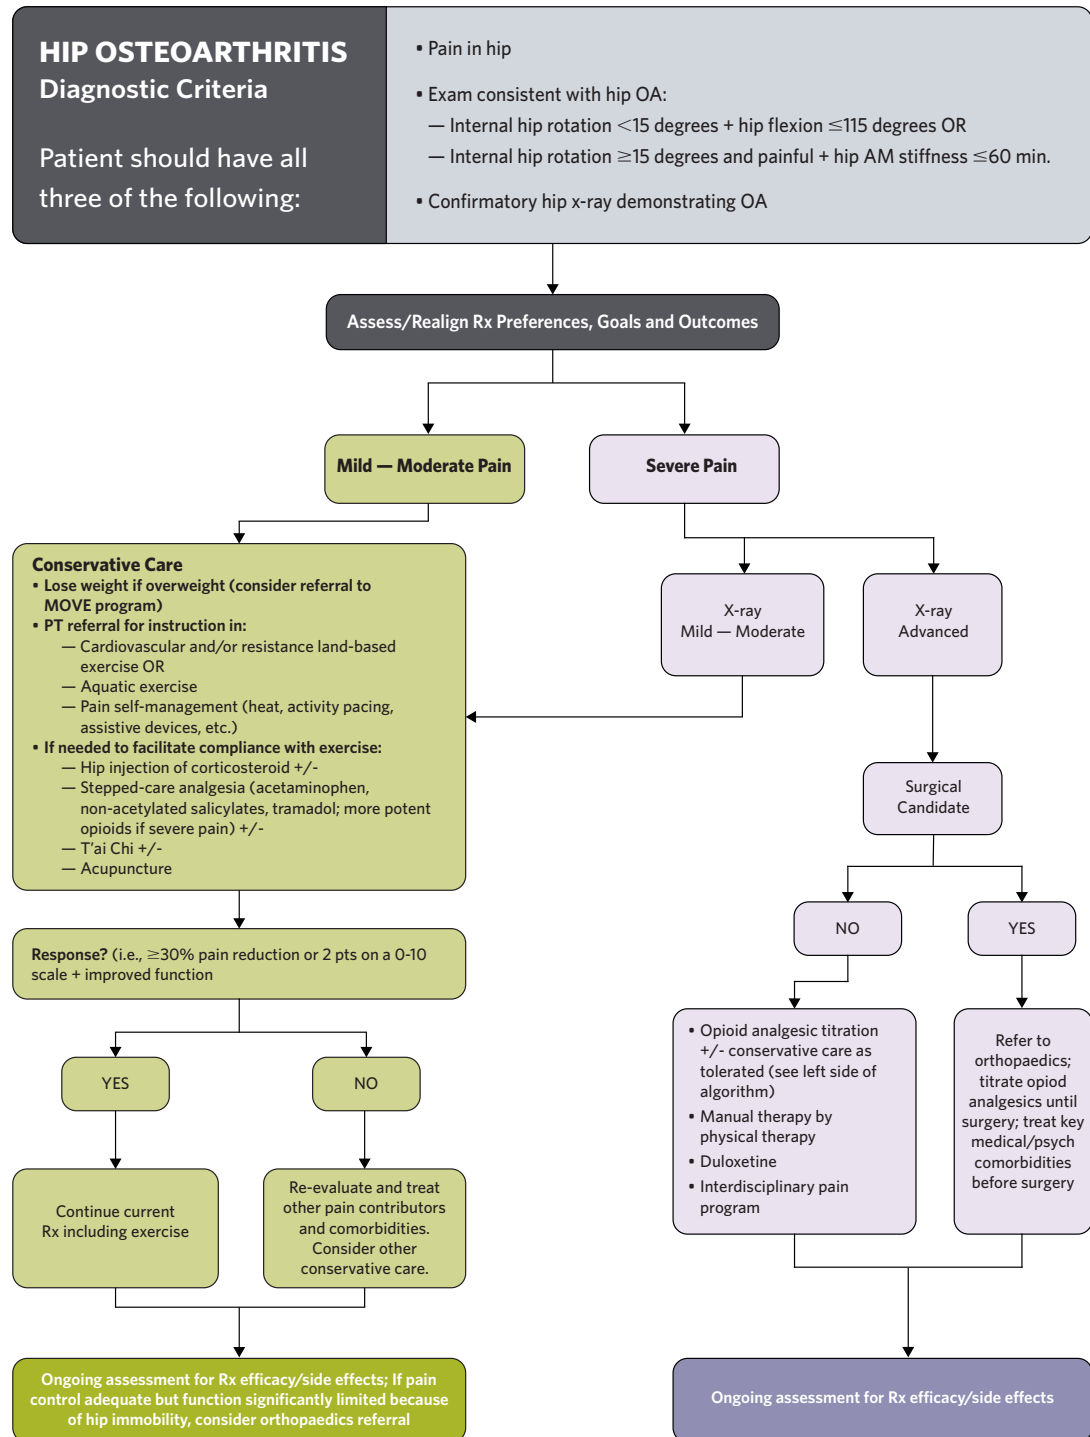 HIP OSTEOARTHRITIS
Diagnostic Criteria
Patient should have all
three of the following:
• Pain in hip
• Exam consistent with hip OA:
— Internal hip rotation <15 degrees + hip flexion ≤115 degrees OR
— Internal hip rotation ≥15 degrees and painful + hip AM stiffness ≤60 min.
• Confirmatory hip x-ray demonstrating OA
Assess/Realign Rx Preferences, Goals and Outcomes
Mild — Moderate Pain
Severe Pain
Conservative Care
• Lose weight if overweight (consider referral to
MOVE program)
• PT referral for instruction in:
— Cardiovascular and/or resistance land-based
exercise OR
— Aquatic exercise
— Pain self-management (heat, activity pacing,
assistive devices, etc.)
• If needed to facilitate compliance with exercise:
— Hip injection of corticosteroid +/-
— Stepped-care analgesia (acetaminophen,
non-acetylated salicylates, tramadol; more potent
opioids if severe pain) +/-
— T'ai Chi +/-
— Acupuncture
X-ray
Mild — Moderate
X-ray
Advanced
Surgical
Candidate
NO
YES
Response? (i.e., ≥30% pain reduction or 2 pts on a 0-10
scale + improved function
YES
NO
Continue current
Rx including exercise
Re-evaluate and treat
other pain contributors
and comorbidities.
Consider other
conservative care.
• Opioid analgesic titration
+/- conservative care as
tolerated (see left side of
algorithm)
• Manual therapy by
physical therapy
• Duloxetine
• Interdisciplinary pain
program
Refer to
orthopaedics;
titrate opiod
analgesics until
surgery; treat key
medical/psych
comorbidities
before surgery
Ongoing assessment for Rx efficacy/side effects; If pain
control adequate but function significantly limited because
of hip immobility, consider orthopaedics referral
Ongoing assessment for Rx efficacy/side effects